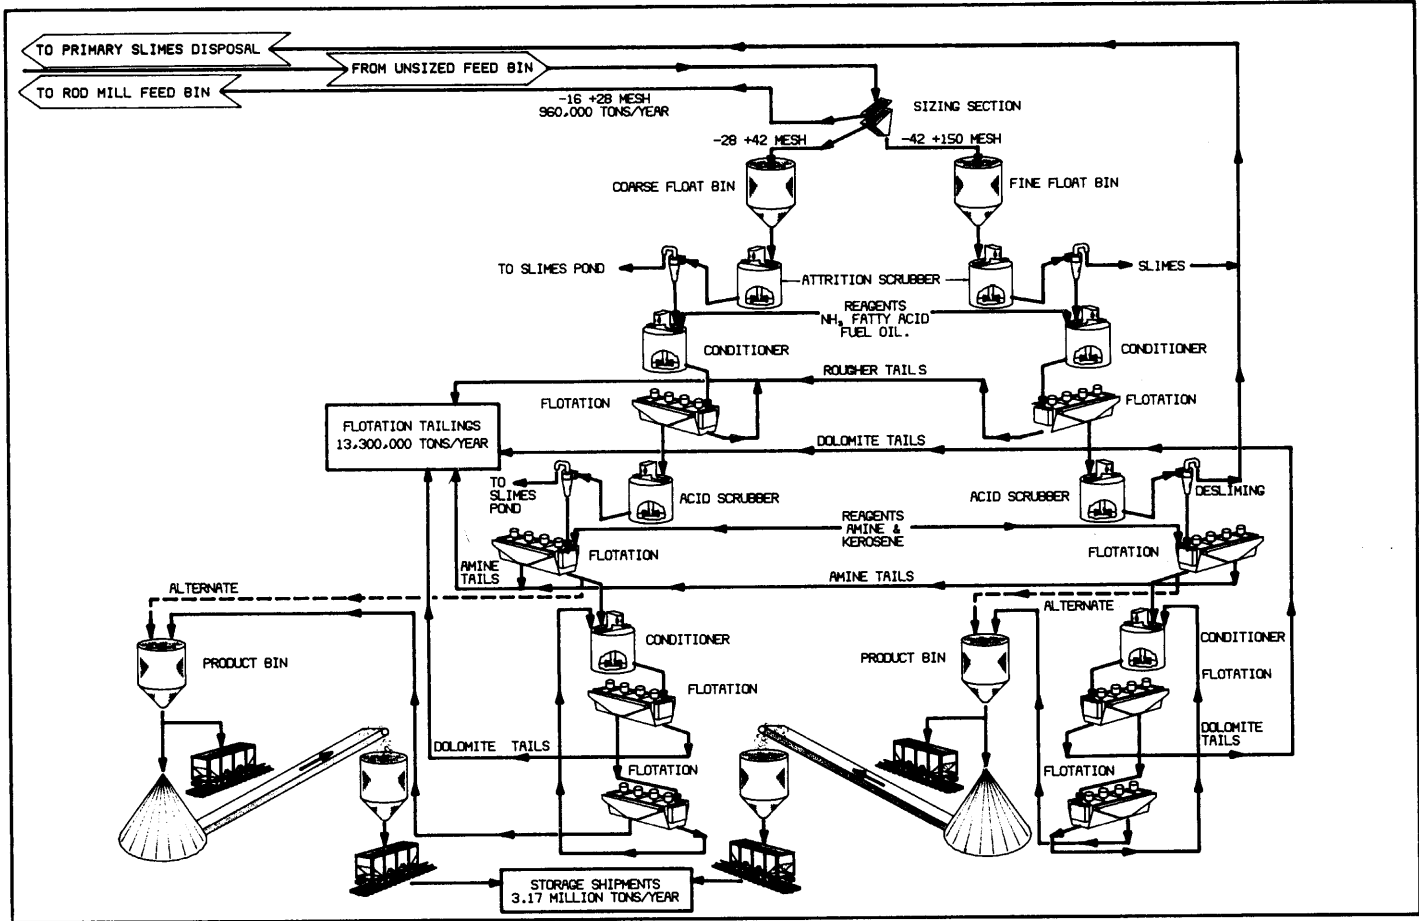 TO PRIMARY SLIMES DISPOSAL
FROM UNSIZED FEED BIN
TO ROD MILL FEED BIN
-16 +28 MESH
960,000 TONS/YEAR
SIZING SECTION
-28 +42 MESH
-42 +150 MESH
COARSE FLOAT BIN
FINE FLOAT BIN
TO SLIMES POND
ATTRITION SCRUBBER
SLIMES
REAGENTS
NH3 FATTY ACID
FUEL OIL.
CONDITIONER
CONDITIONER
ROUGHER TAILS
FLOTATION
FLOTATION
FLOTATION TAILINGS
13,300,000 TONS/YEAR
DOLOMITE TAILS
TO
SLIMES
POND
ACID SCRUBBER
ACID SCRUBBER
DESLIMING
REAGENTS
AMINE &
KEROSENE
FLOTATION
FLOTATION
AMINE
TAILS
AMINE TAILS
ALTERNATE
ALTERNATE
CONDITIONER
CONDITIONER
PRODUCT BIN
PRODUCT BIN
FLOTATION
FLOTATION
DOLOMITE TAILS
DOLOMITE
TAILS
FLOTATION
FLOTATION
STORAGE SHIPMENTS
3.17 MILLION TONS/YEAR